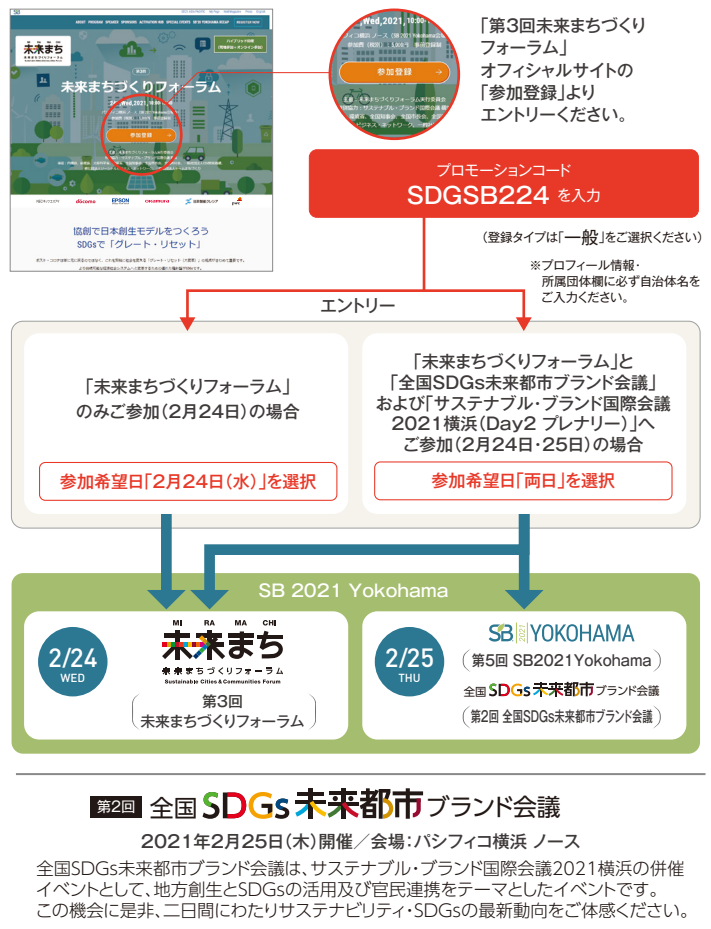 未来まち
第3回
未来まちづくりフォーラム
参加登録
docomo
EPSON
OKAMURA
pwc
協創で日本創生モデルをつくろう
SDGsで「グレート・リセット」
Wed,2021, 10:00-
参加登録 →
「第3回未来まちづくり
フォーラム」
オフィシャルサイトの
「参加登録」より
エントリーください。
プロモーションコード
SDGSB224 を入力
（登録タイプは「一般」をご選択ください）
※プロフィール情報・
所属団体欄に必ず自治体名を
ご入力ください。
エントリー
「未来まちづくりフォーラム」
のみご参加（2月24日）の場合
参加希望日「2月24日（水）」を選択
「未来まちづくりフォーラム」と
「全国SDGs未来都市ブランド会議」
および「サステナブル・ブランド国際会議
2021横浜（Day2 プレナリー）」へ
ご参加（2月24日・25日）の場合
参加希望日「両日」を選択
SB 2021 Yokohama
2/24
WED
MI RA MA CHI
未来まち
未来まちづくりフォーラム
Sustainable Cities & Communities Forum
（第3回
未来まちづくりフォーラム）
2/25
THU
SB 2021 YOKOHAMA
（第5回 SB2021Yokohama）
全国 SDGs 未来都市 ブランド会議
（第2回 全国SDGs未来都市ブランド会議）
第2回 全国 SDGs 未来都市 ブランド会議
2021年2月25日（木）開催／会場：パシフィコ横浜 ノース
全国SDGs未来都市ブランド会議は、サステナブル・ブランド国際会議2021横浜の併催
イベントとして、地方創生とSDGsの活用及び官民連携をテーマとしたイベントです。
この機会に是非、二日間にわたりサステナビリティ・SDGsの最新動向をご体感ください。